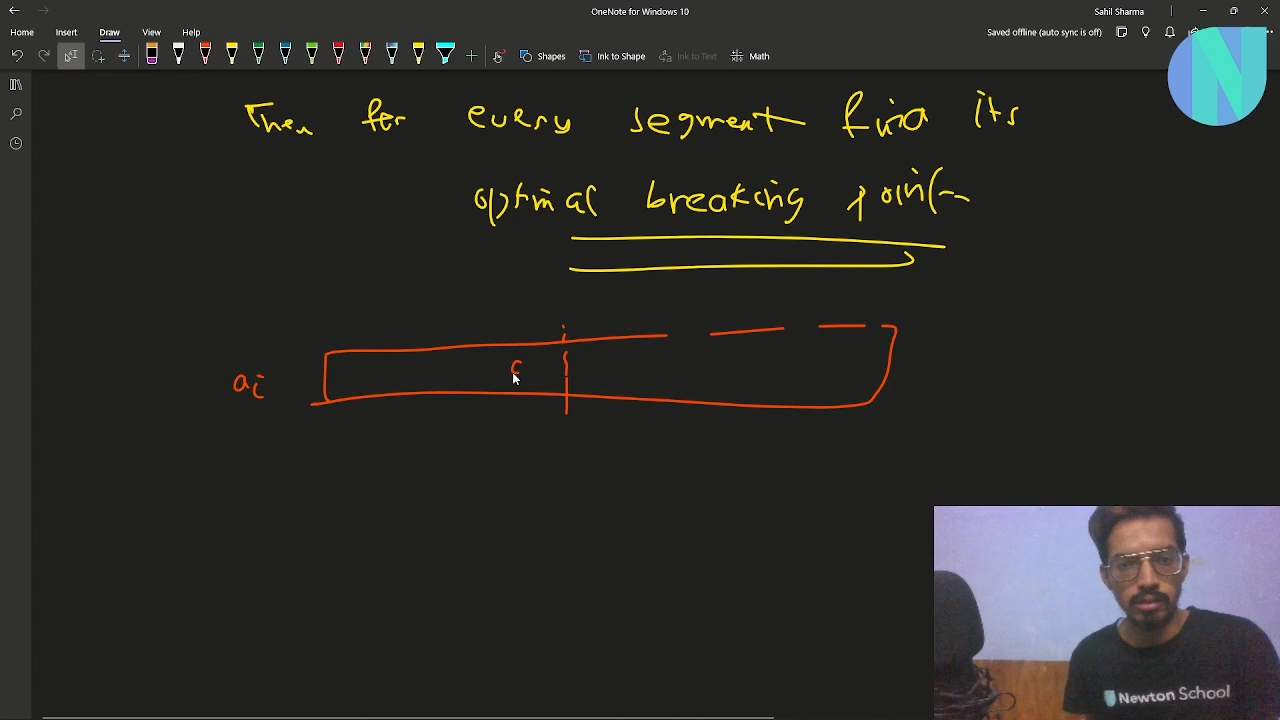 OneNote for Windows 10
Sahil Sharma
Home Insert Draw View Help
Saved offline (auto sync is off)
Shapes Ink to Shape Ink to Text Math
Then for every segment find its
optimal breaking point
i
c
ai
Newton School